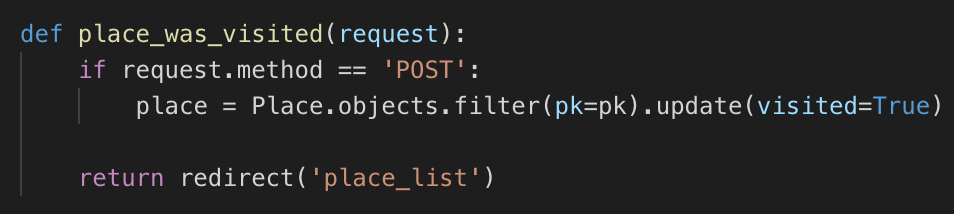 def place_was_visited(request):
    if request.method == 'POST':
        place = Place.objects.filter(pk=pk).update(visited=True)
    return redirect('place_list')